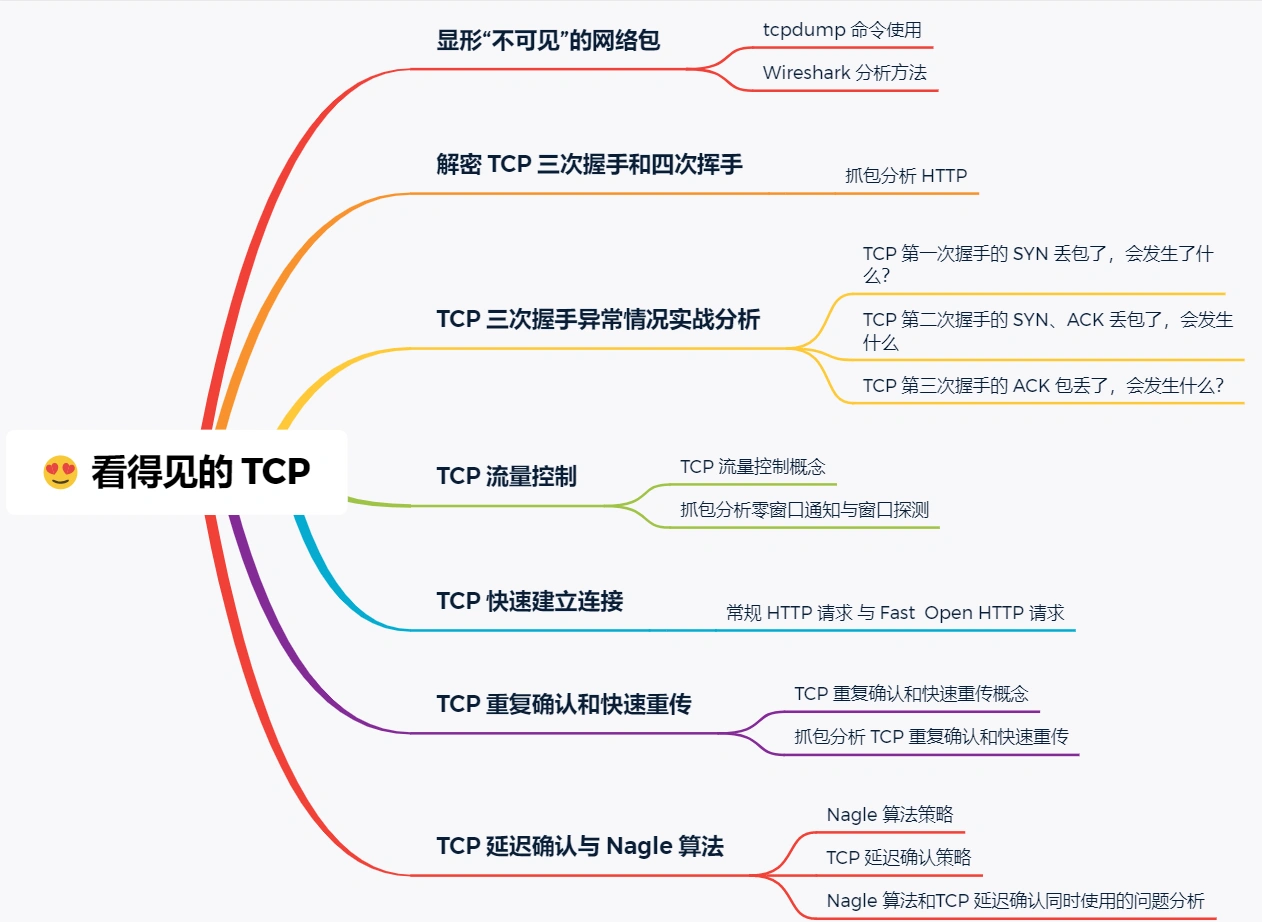 显形“不可见”的网络包
tcpdump 命令使用
Wireshark 分析方法
解密 TCP 三次握手和四次挥手
抓包分析 HTTP
TCP 三次握手异常情况实战分析
TCP 第一次握手的 SYN 丢包了，会发生了什
么？
TCP 第二次握手的 SYN、ACK 丢包了，会发生
什么
TCP 第三次握手的 ACK 包丢了，会发生什么？
看得见的 TCP
TCP 流量控制
TCP 流量控制概念
抓包分析零窗口通知与窗口探测
TCP 快速建立连接
常规 HTTP 请求 与 Fast  Open HTTP 请求
TCP 重复确认和快速重传
TCP 重复确认和快速重传概念
抓包分析 TCP 重复确认和快速重传
TCP 延迟确认与 Nagle 算法
Nagle 算法策略
TCP 延迟确认策略
Nagle 算法和TCP 延迟确认同时使用的问题分析